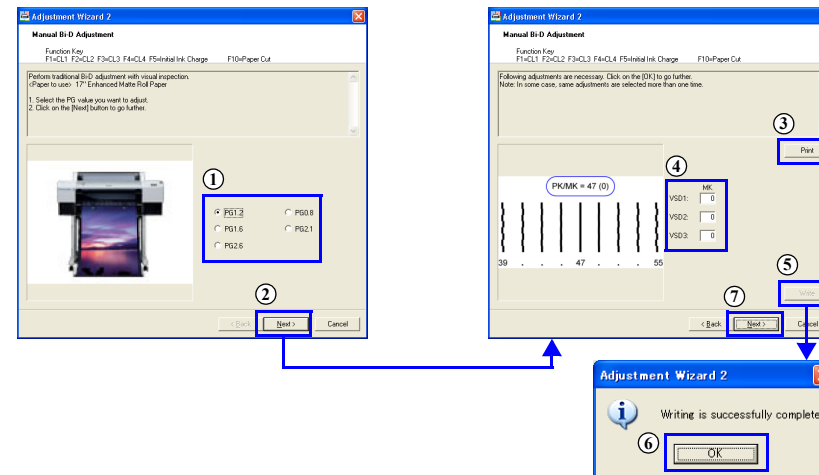 Adjustment Wizard 2
Manual Bi-D Adjustment
Function Key
F1=CL1 F2=CL2 F3=CL3 F4=CL4 F5=Initial Ink Charge F10=Paper Cut
Perform traditional Bi-D adjustment with visual inspection.
<Paper to use> 17" Enhanced Matte Roll Paper
1. Select the PG value you want to adjust.
2. Click on the [Next] button to go further.
1
PG1.2 PG0.8
PG1.6 PG2.1
PG2.6
2
< Back Next > Cancel
Adjustment Wizard 2
Manual Bi-D Adjustment
Function Key
F1=CL1 F2=CL2 F3=CL3 F4=CL4 F5=Initial Ink Charge F10=Paper Cut
Following adjustments are necessary. Click on the [OK] to go further.
Note: In some case, same adjustments are selected more than one time.
3
Print
4
PK/MK = 47 (0)
MK
VSD1: 0
VSD2: 0
VSD3: 0
39 . . . 47 . . . 55
5
Write
7
< Back Next > Cancel
Adjustment Wizard 2
Writing is successfully complete
6
OK